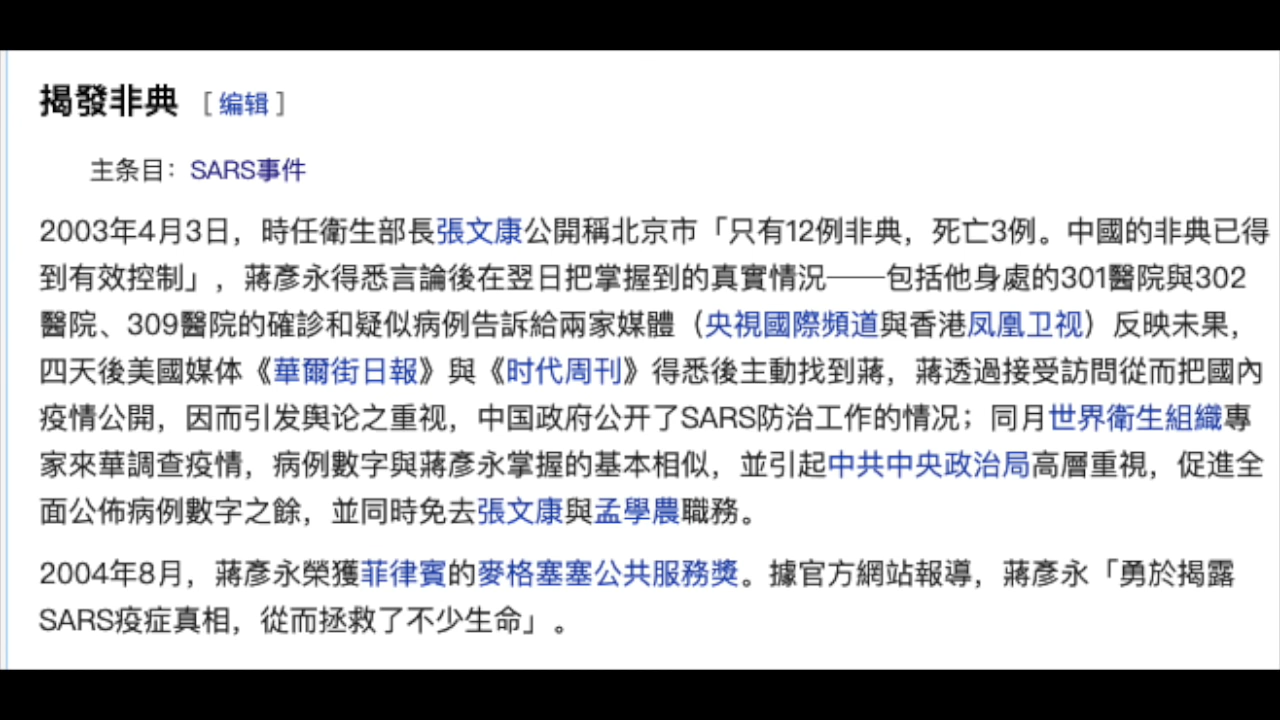 揭發非典 [编辑]
主条目：SARS事件
2003年4月3日，時任衛生部長張文康公開稱北京市「只有12例非典，死亡3例。中國的非典已得
到有效控制」，蔣彥永得悉言論後在翌日把掌握到的真實情況——包括他身處的301醫院與302
醫院、309醫院的確診和疑似病例告訴給兩家媒體（央視國際頻道與香港凤凰卫视）反映未果，
四天後美國媒体《華爾街日報》與《时代周刊》得悉後主動找到蔣，蔣透過接受訪問從而把國內
疫情公開，因而引发舆论之重视，中国政府公开了SARS防治工作的情况；同月世界衛生組織專
家來華調查疫情，病例數字與蔣彥永掌握的基本相似，並引起中共中央政治局高層重視，促進全
面公佈病例數字之餘，並同時免去張文康與孟學農職務。
2004年8月，蔣彥永榮獲菲律賓的麥格塞塞公共服務獎。據官方網站報導，蔣彥永「勇於揭露
SARS疫症真相，從而拯救了不少生命」。